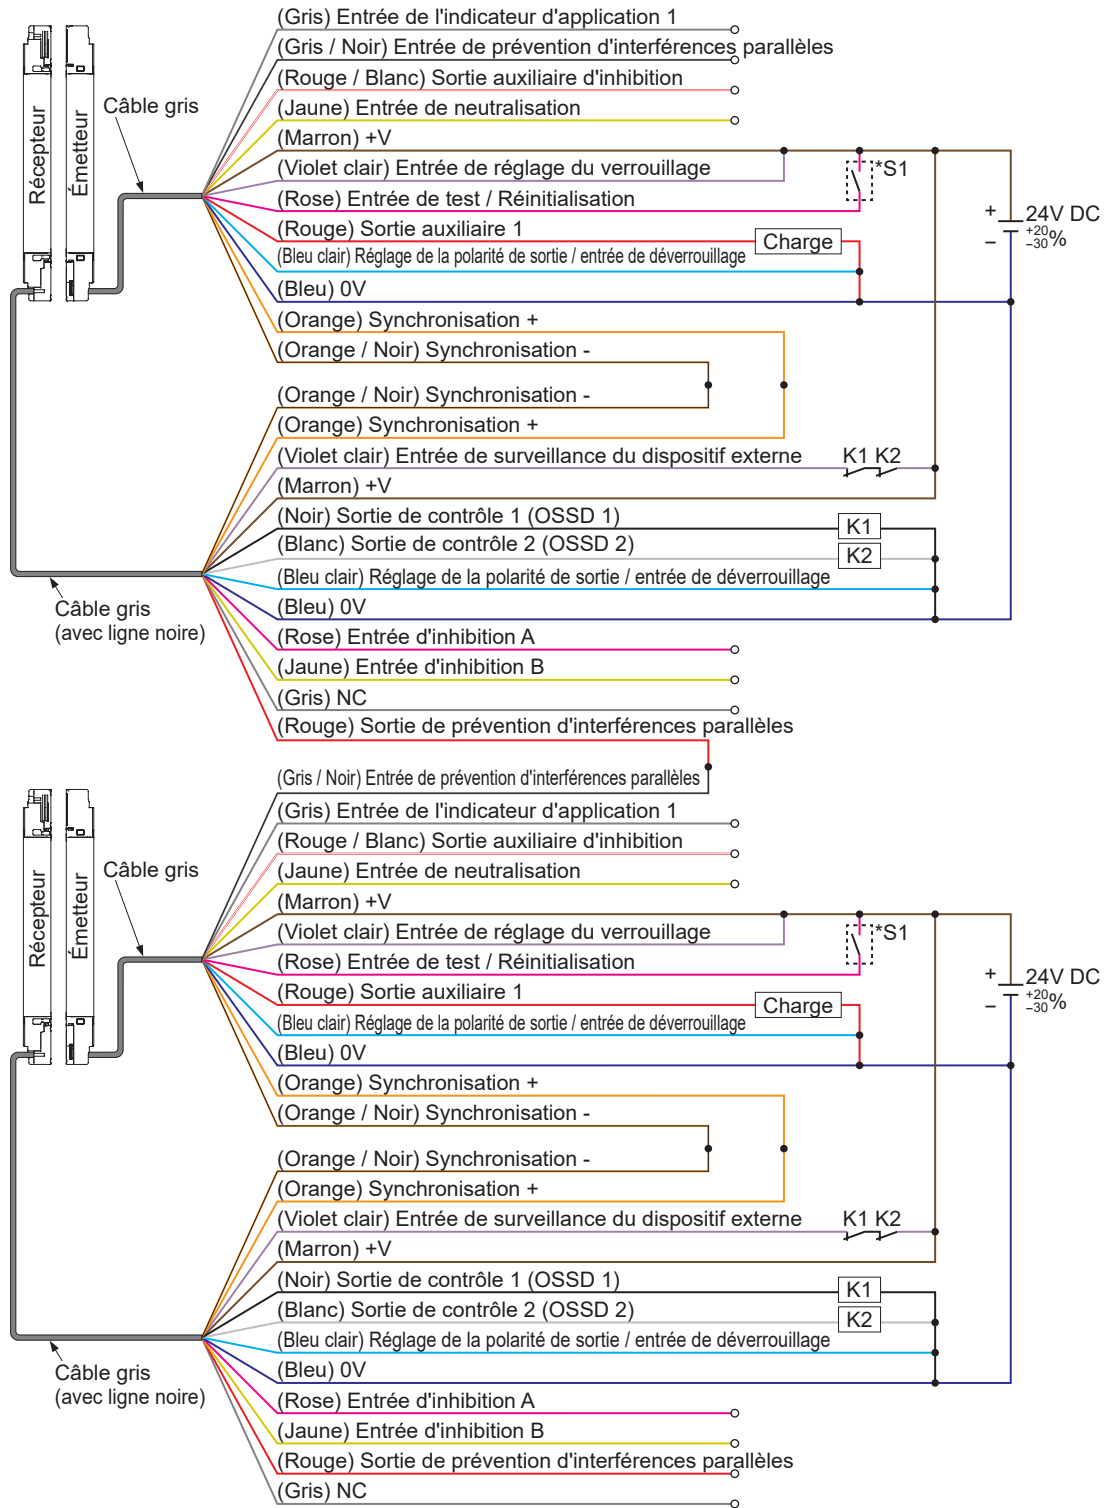 (Gris) Entrée de l'indicateur d'application 1
(Gris / Noir) Entrée de prévention d'interférences parallèles
(Rouge / Blanc) Sortie auxiliaire d'inhibition
(Jaune) Entrée de neutralisation
(Marron) +V
(Violet clair) Entrée de réglage du verrouillage
(Rose) Entrée de test / Réinitialisation
(Rouge) Sortie auxiliaire 1
(Bleu clair) Réglage de la polarité de sortie / entrée de déverrouillage
(Bleu) 0V
(Orange) Synchronisation +
(Orange / Noir) Synchronisation -
Récepteur
Émetteur
Câble gris
*S1
Charge
+
−
24V DC
+20
−30 %
(Orange / Noir) Synchronisation -
(Orange) Synchronisation +
(Violet clair) Entrée de surveillance du dispositif externe
K1 K2
(Marron) +V
(Noir) Sortie de contrôle 1 (OSSD 1)
K1
(Blanc) Sortie de contrôle 2 (OSSD 2)
K2
(Bleu clair) Réglage de la polarité de sortie / entrée de déverrouillage
(Bleu) 0V
(Rose) Entrée d'inhibition A
(Jaune) Entrée d'inhibition B
(Gris) NC
(Rouge) Sortie de prévention d'interférences parallèles
Câble gris
(avec ligne noire)
(Gris / Noir) Entrée de prévention d'interférences parallèles
(Gris) Entrée de l'indicateur d'application 1
(Rouge / Blanc) Sortie auxiliaire d'inhibition
(Jaune) Entrée de neutralisation
(Marron) +V
(Violet clair) Entrée de réglage du verrouillage
(Rose) Entrée de test / Réinitialisation
(Rouge) Sortie auxiliaire 1
(Bleu clair) Réglage de la polarité de sortie / entrée de déverrouillage
(Bleu) 0V
(Orange) Synchronisation +
(Orange / Noir) Synchronisation -
Récepteur
Émetteur
Câble gris
*S1
Charge
+
−
24V DC
+20
−30 %
(Orange / Noir) Synchronisation -
(Orange) Synchronisation +
(Violet clair) Entrée de surveillance du dispositif externe
K1 K2
(Marron) +V
(Noir) Sortie de contrôle 1 (OSSD 1)
K1
(Blanc) Sortie de contrôle 2 (OSSD 2)
K2
(Bleu clair) Réglage de la polarité de sortie / entrée de déverrouillage
(Bleu) 0V
(Rose) Entrée d'inhibition A
(Jaune) Entrée d'inhibition B
(Rouge) Sortie de prévention d'interférences parallèles
(Gris) NC
Câble gris
(avec ligne noire)